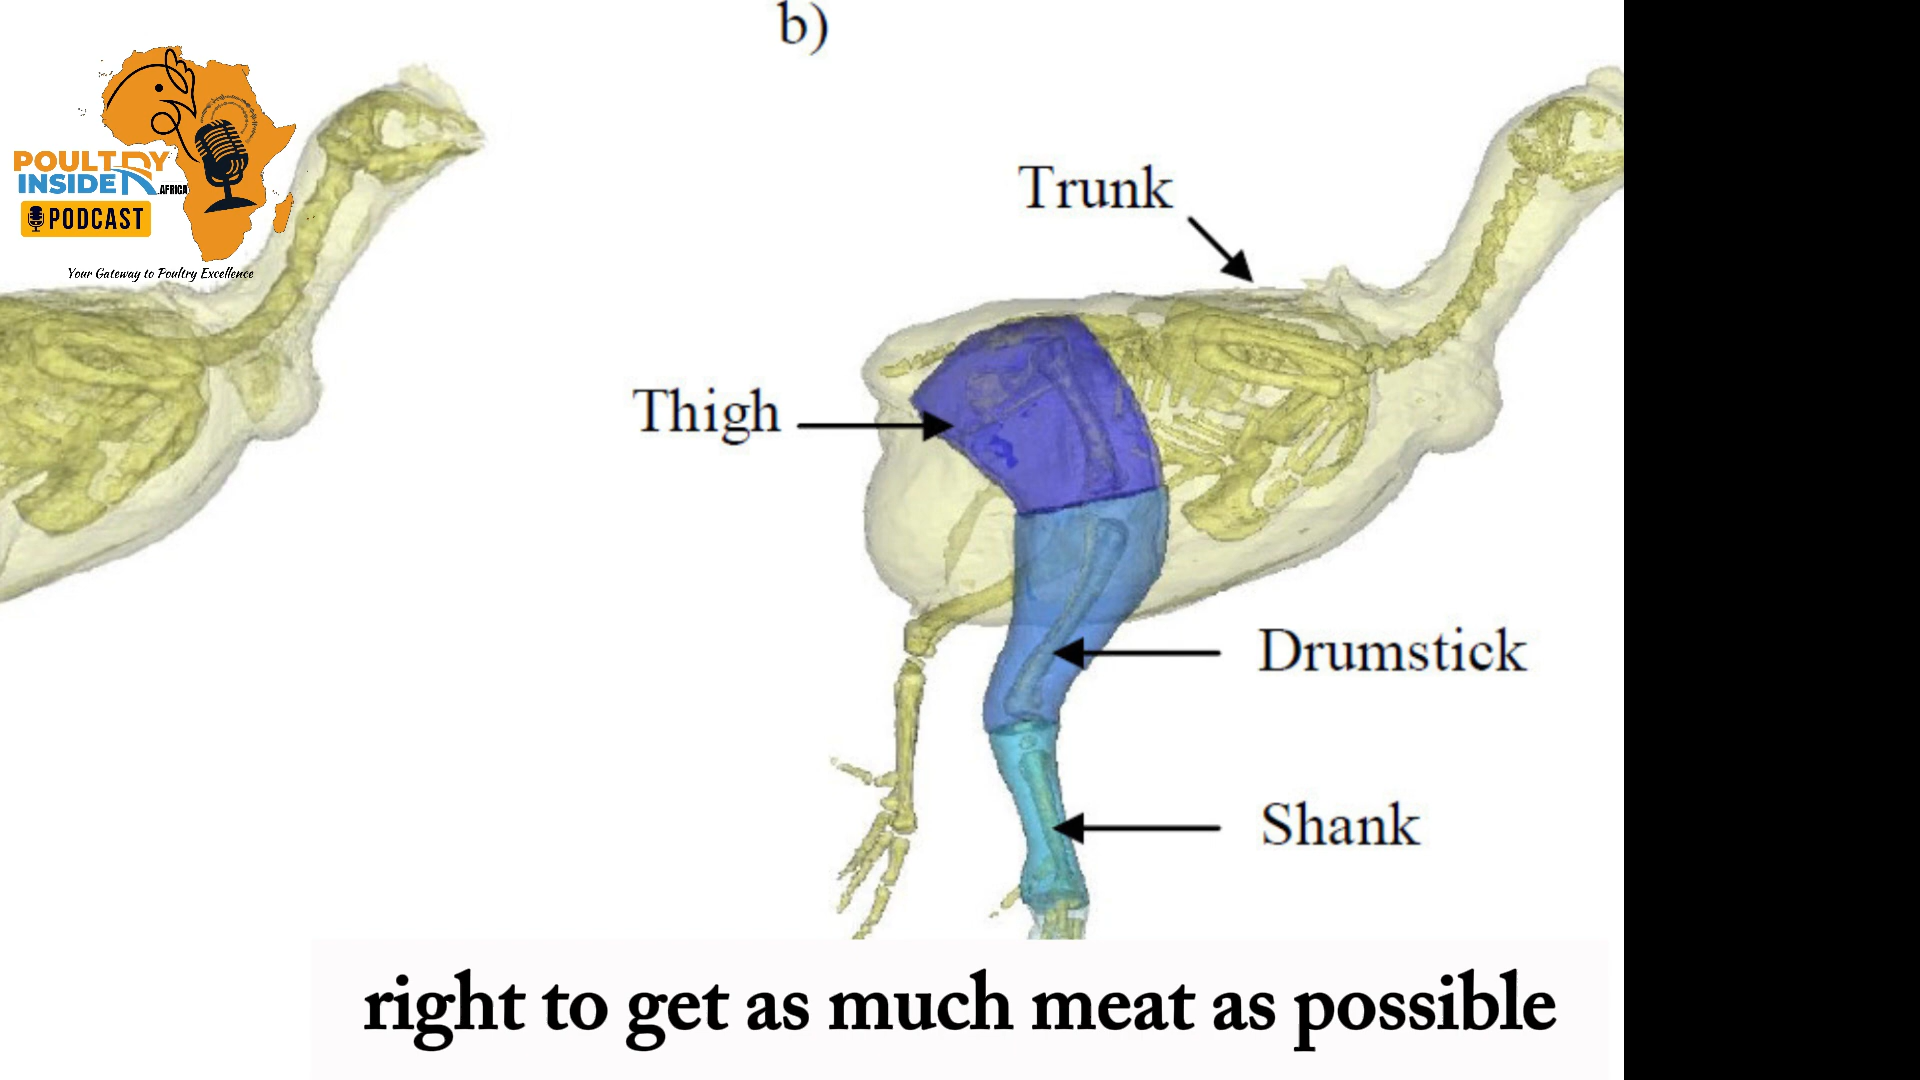 b)
POULTRY
INSIDER
.AFRICA
PODCAST
Your Gateway to Poultry Excellence
Trunk
Thigh
Drumstick
Shank
right to get as much meat as possible